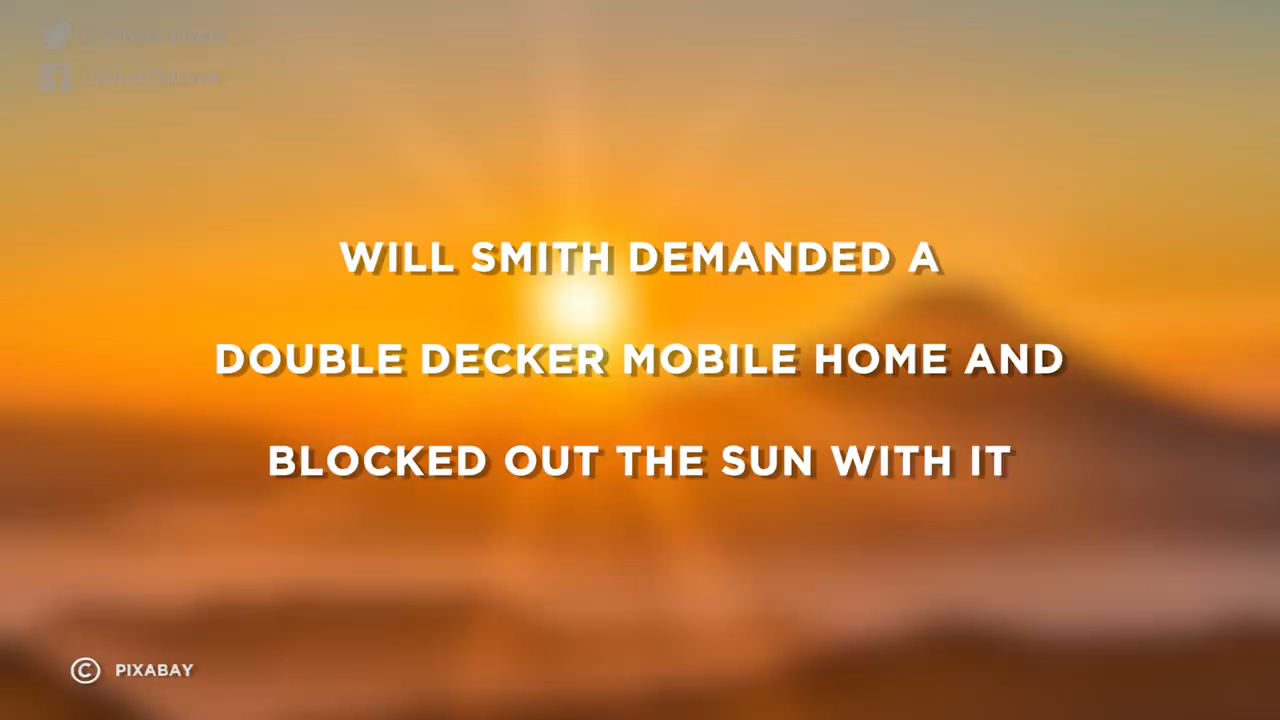 WILL SMITH DEMANDED A
DOUBLE DECKER MOBILE HOME AND
BLOCKED OUT THE SUN WITH IT
© PIXABAY